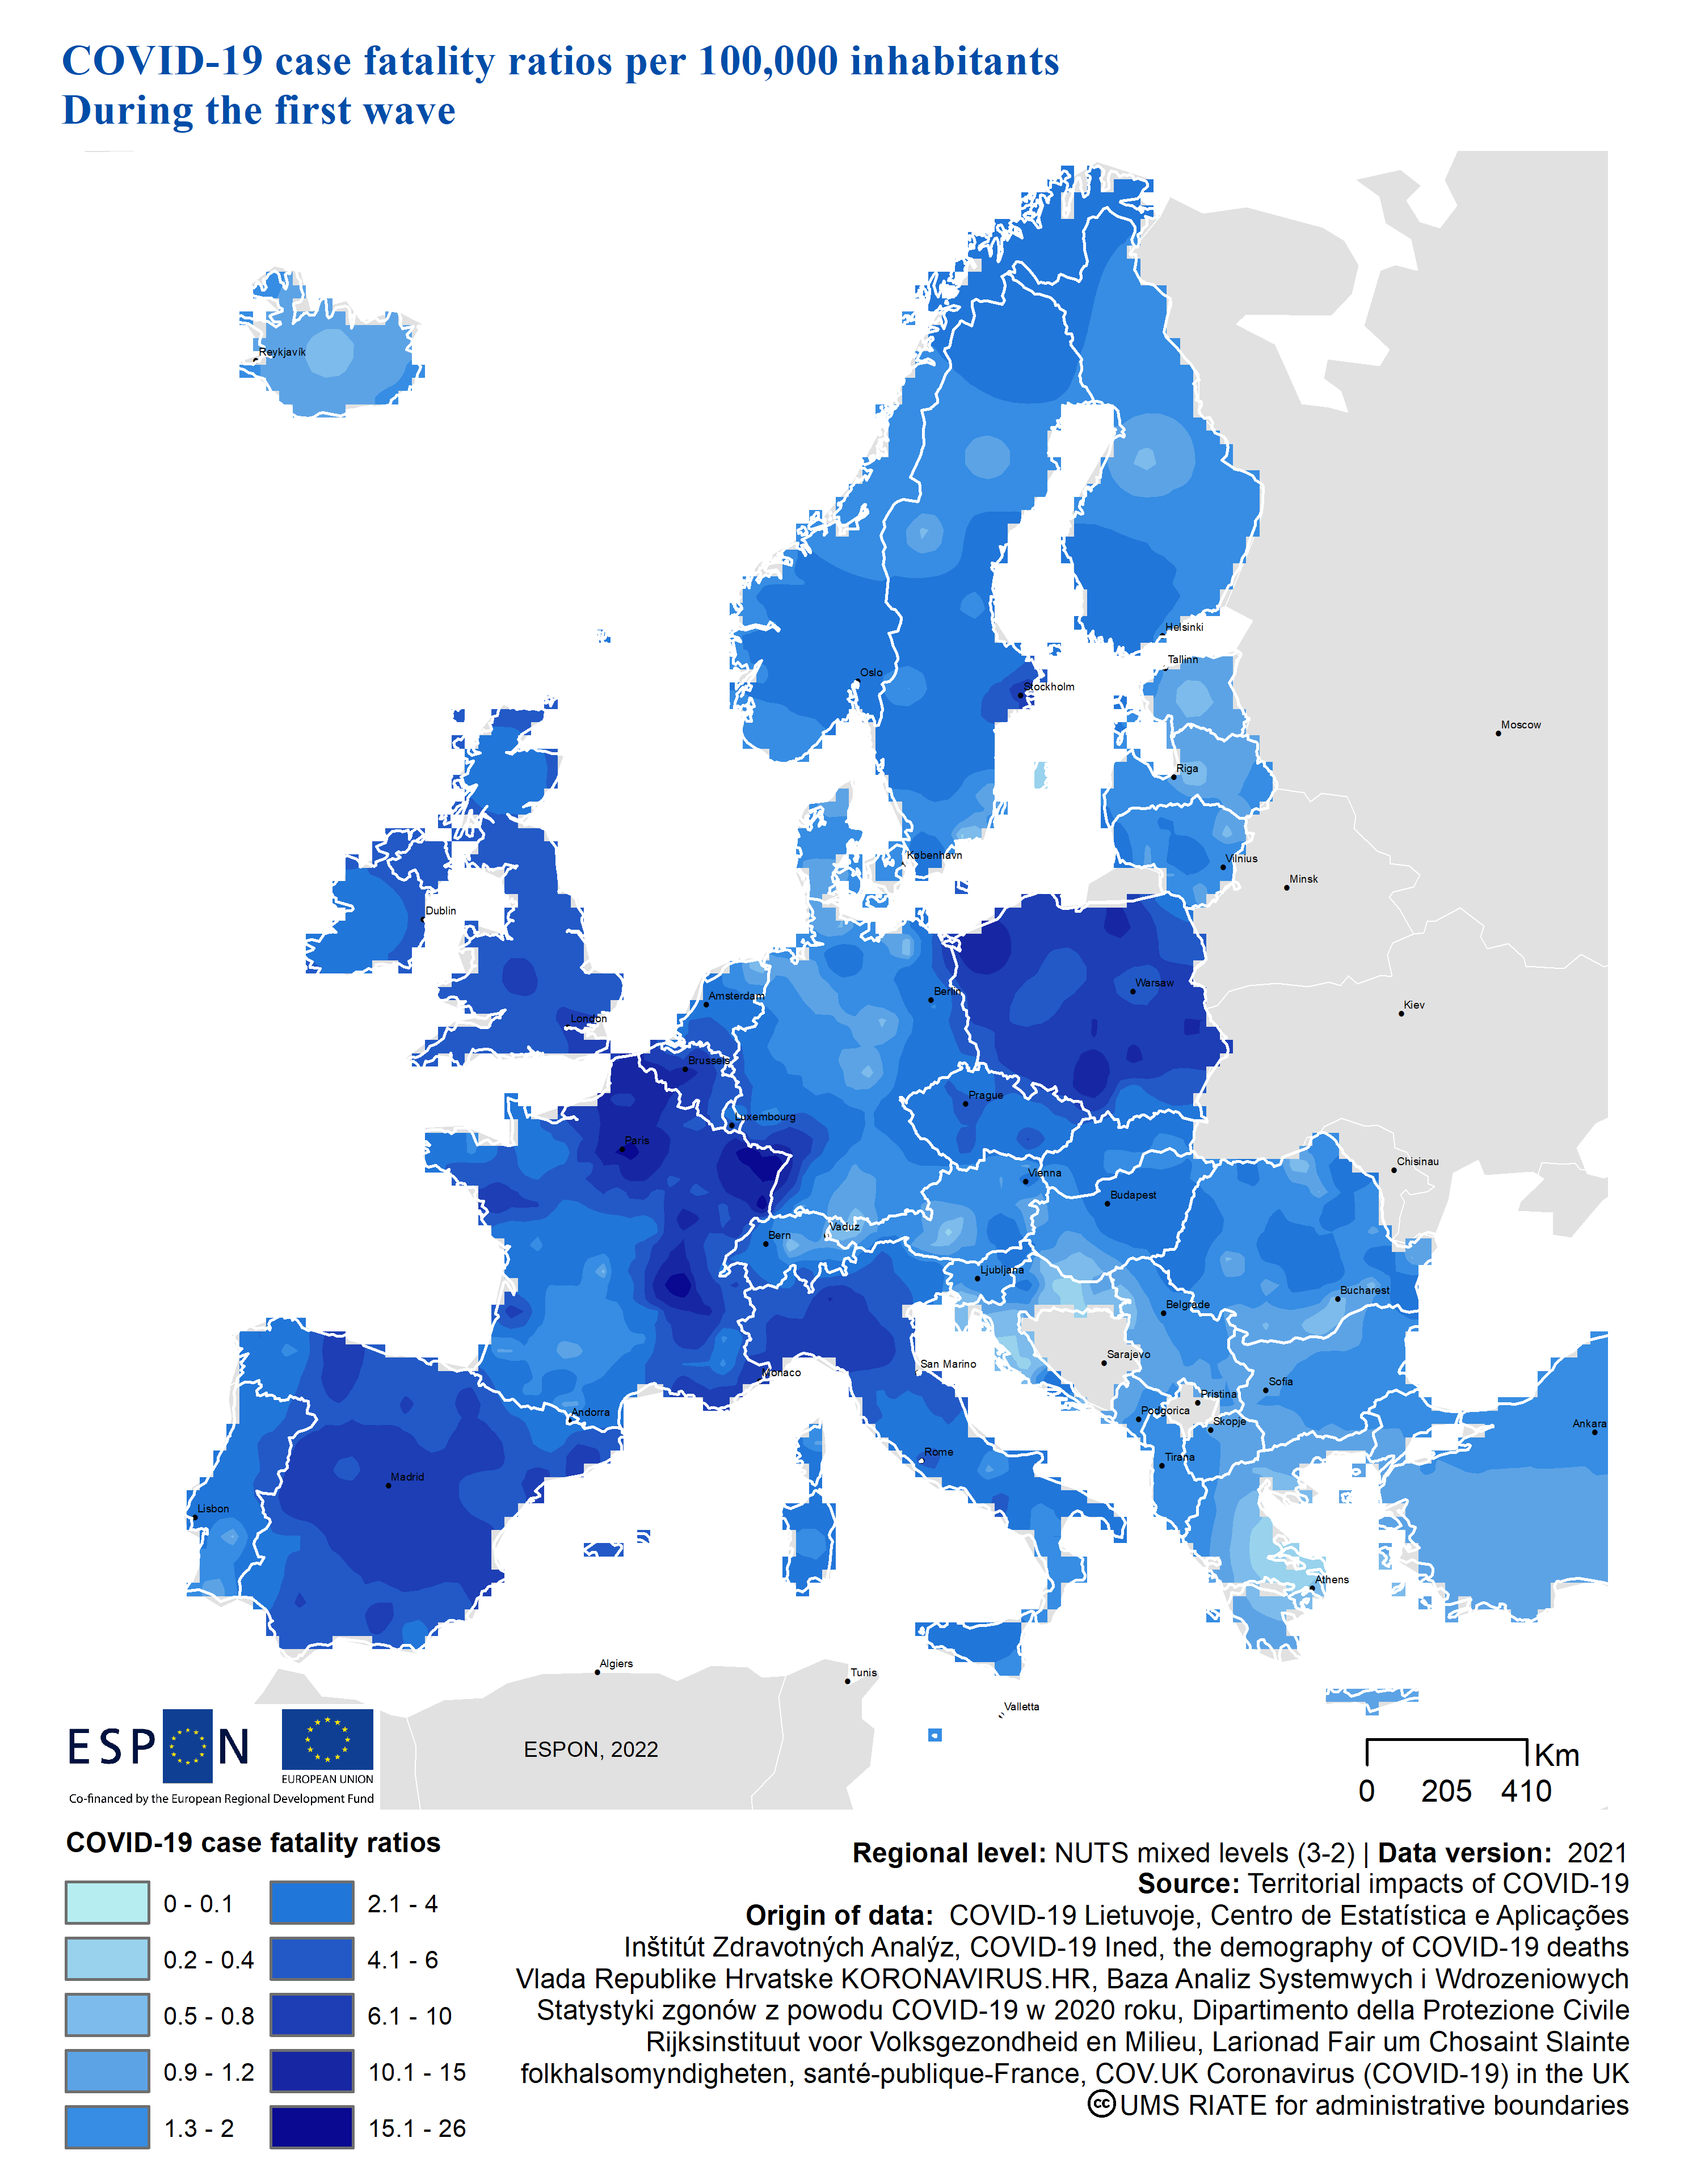 COVID-19 case fatality ratios per 100,000 inhabitants
During the first wave
Reykjavík
Helsinki
Tallinn
Oslo
Stockholm
Moscow
Riga
København
Vilnius
Minsk
Dublin
Warsaw
Berlin
Amsterdam
Kiev
London
Brussels
Prague
Luxembourg
Paris
Chisinau
Vienna
Budapest
Vaduz
Bern
Ljubljana
Bucharest
Belgrade
Sarajevo
San Marino
Monaco
Sofia
Pristina
Andorra
Podgorica
Skopje
Ankara
Rome
Tirana
Madrid
Lisbon
Athens
Algiers
Tunis
Valletta
ESPON
EUROPEAN UNION
Co-financed by the European Regional Development Fund
ESPON, 2022
Km
0 205 410
COVID-19 case fatality ratios
0 - 0.1
0.2 - 0.4
0.5 - 0.8
0.9 - 1.2
1.3 - 2
2.1 - 4
4.1 - 6
6.1 - 10
10.1 - 15
15.1 - 26
Regional level: NUTS mixed levels (3-2) | Data version: 2021
Source: Territorial impacts of COVID-19
Origin of data: COVID-19 Lietuvoje, Centro de Estatística e Aplicações
Inštitút Zdravotných Analýz, COVID-19 Ined, the demography of COVID-19 deaths
Vlada Republike Hrvatske KORONAVIRUS.HR, Baza Analiz Systemwych i Wdrozeniowych
Statystyki zgonów z powodu COVID-19 w 2020 roku, Dipartimento della Protezione Civile
Rijksinstituut voor Volksgezondheid en Milieu, Larionad Fair um Chosaint Slainte
folkhalsomyndigheten, santé-publique-France, COV.UK Coronavirus (COVID-19) in the UK
cc UMS RIATE for administrative boundaries